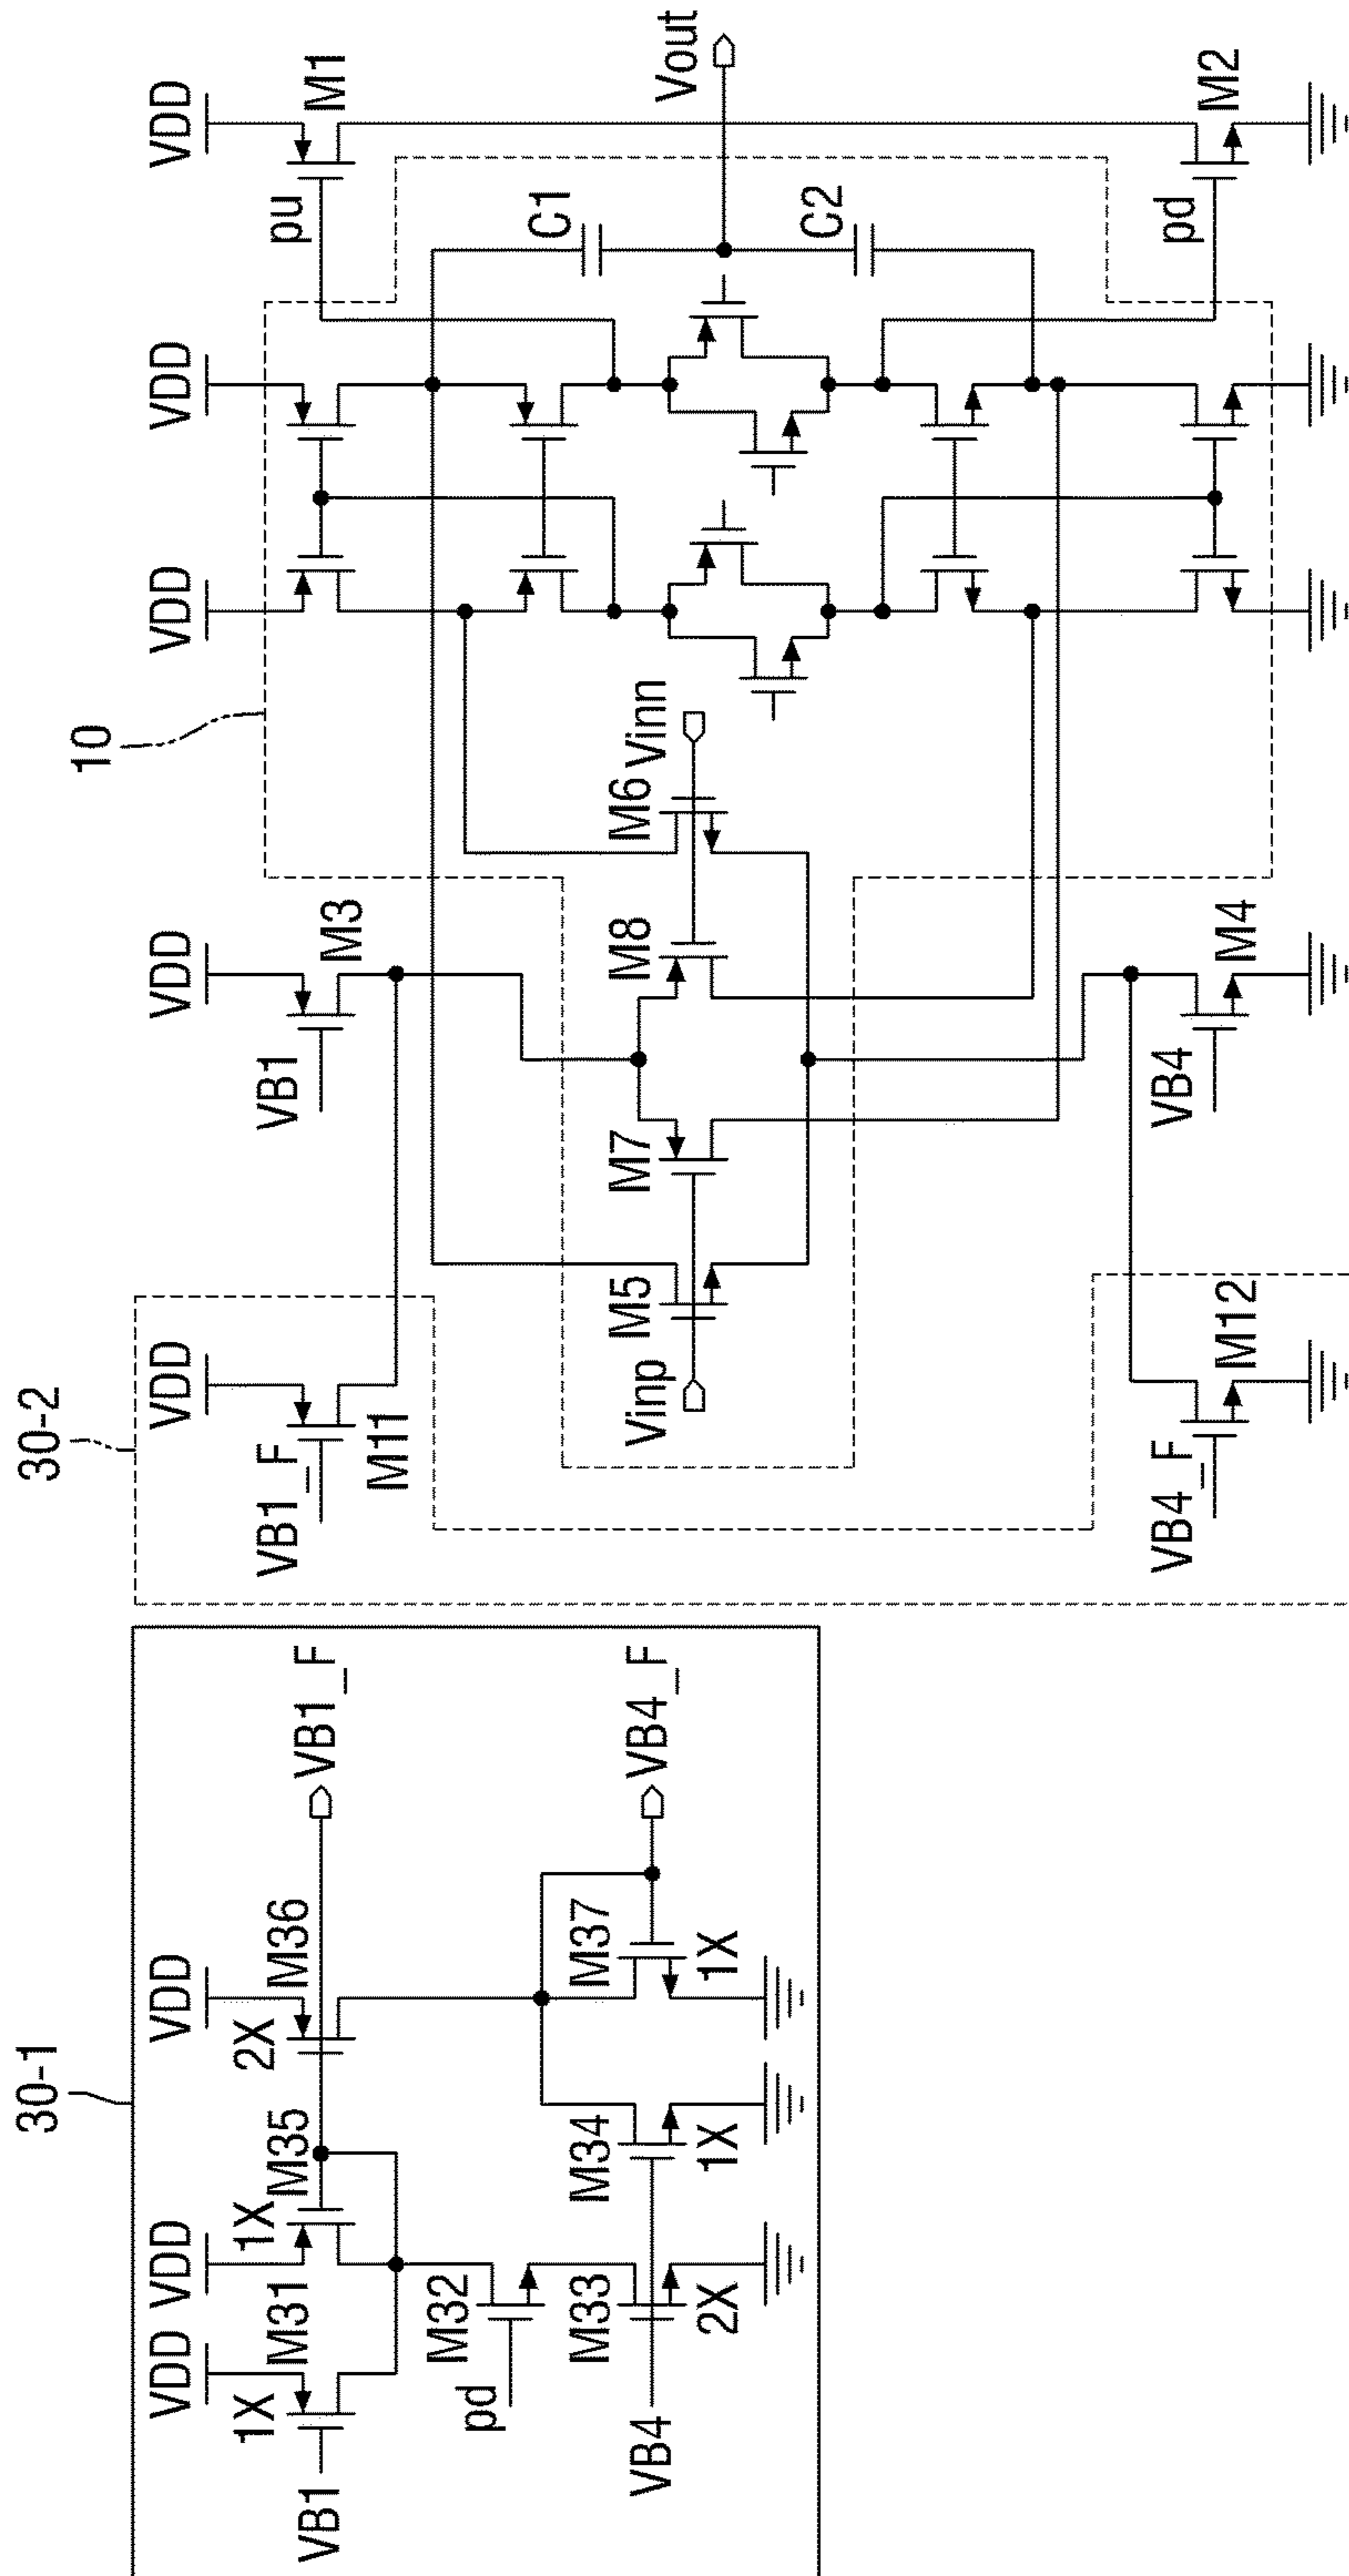 30-1
VDD
VDD
VDD
1X
M31
1X
M35
2X
M36
VB1
VB1_F
pd
M32
M33
M34
M37
VB4_F
VB4
2X
1X
1X
30-2
10
VDD
VDD
VDD
VDD
VDD
VB1_F
M11
VB1
M3
pu
M1
C1
Vinp
M5
M7
M8
M6
Vinn
Vout
C2
VB4_F
M12
VB4
M4
pd
M2